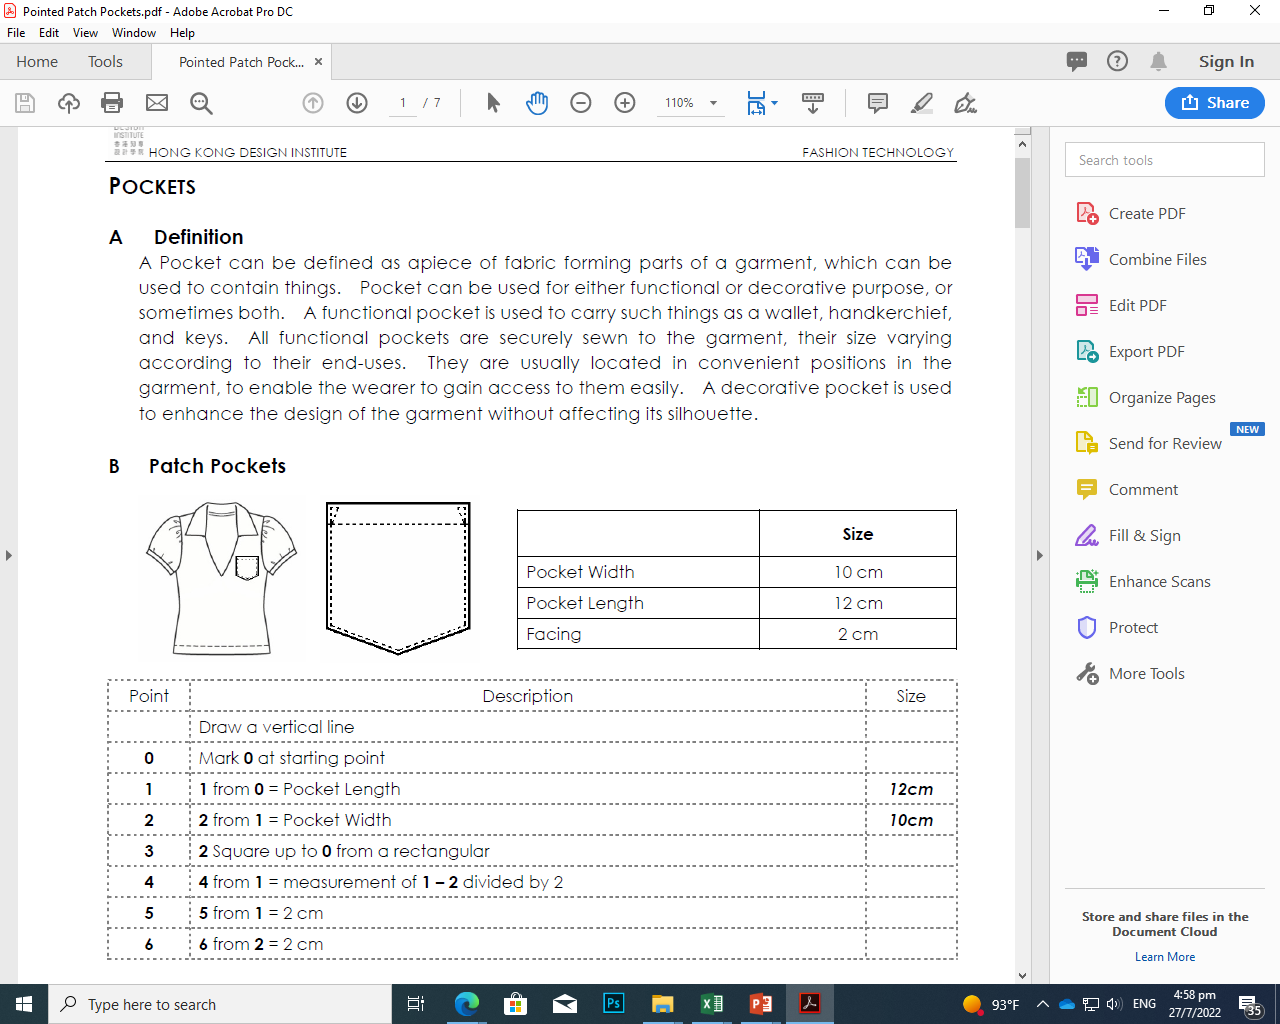 Pointed Patch Pockets.pdf - Adobe Acrobat Pro DC
File Edit View Window Help
Home Tools Pointed Patch Pock... × Sign In
1 / 7 110% Share
INSTITUTE
HONG KONG DESIGN INSTITUTE FASHION TECHNOLOGY
POCKETS
A Definition
A Pocket can be defined as apiece of fabric forming parts of a garment, which can be
used to contain things. Pocket can be used for either functional or decorative purpose, or
sometimes both. A functional pocket is used to carry such things as a wallet, handkerchief,
and keys. All functional pockets are securely sewn to the garment, their size varying
according to their end-uses. They are usually located in convenient positions in the
garment, to enable the wearer to gain access to them easily. A decorative pocket is used
to enhance the design of the garment without affecting its silhouette.
B Patch Pockets
Size
Pocket Width 10 cm
Pocket Length 12 cm
Facing 2 cm
Point Description Size
Draw a vertical line
0 Mark 0 at starting point
1 1 from 0 = Pocket Length 12cm
2 2 from 1 = Pocket Width 10cm
3 2 Square up to 0 from a rectangular
4 4 from 1 = measurement of 1 – 2 divided by 2
5 5 from 1 = 2 cm
6 6 from 2 = 2 cm
Search tools
Create PDF
Combine Files
Edit PDF
Export PDF
Organize Pages
Send for Review NEW
Comment
Fill & Sign
Enhance Scans
Protect
More Tools
Store and share files in the
Document Cloud
Learn More
Type here to search Ps 93°F ENG 4:58 pm
27/7/2022 35